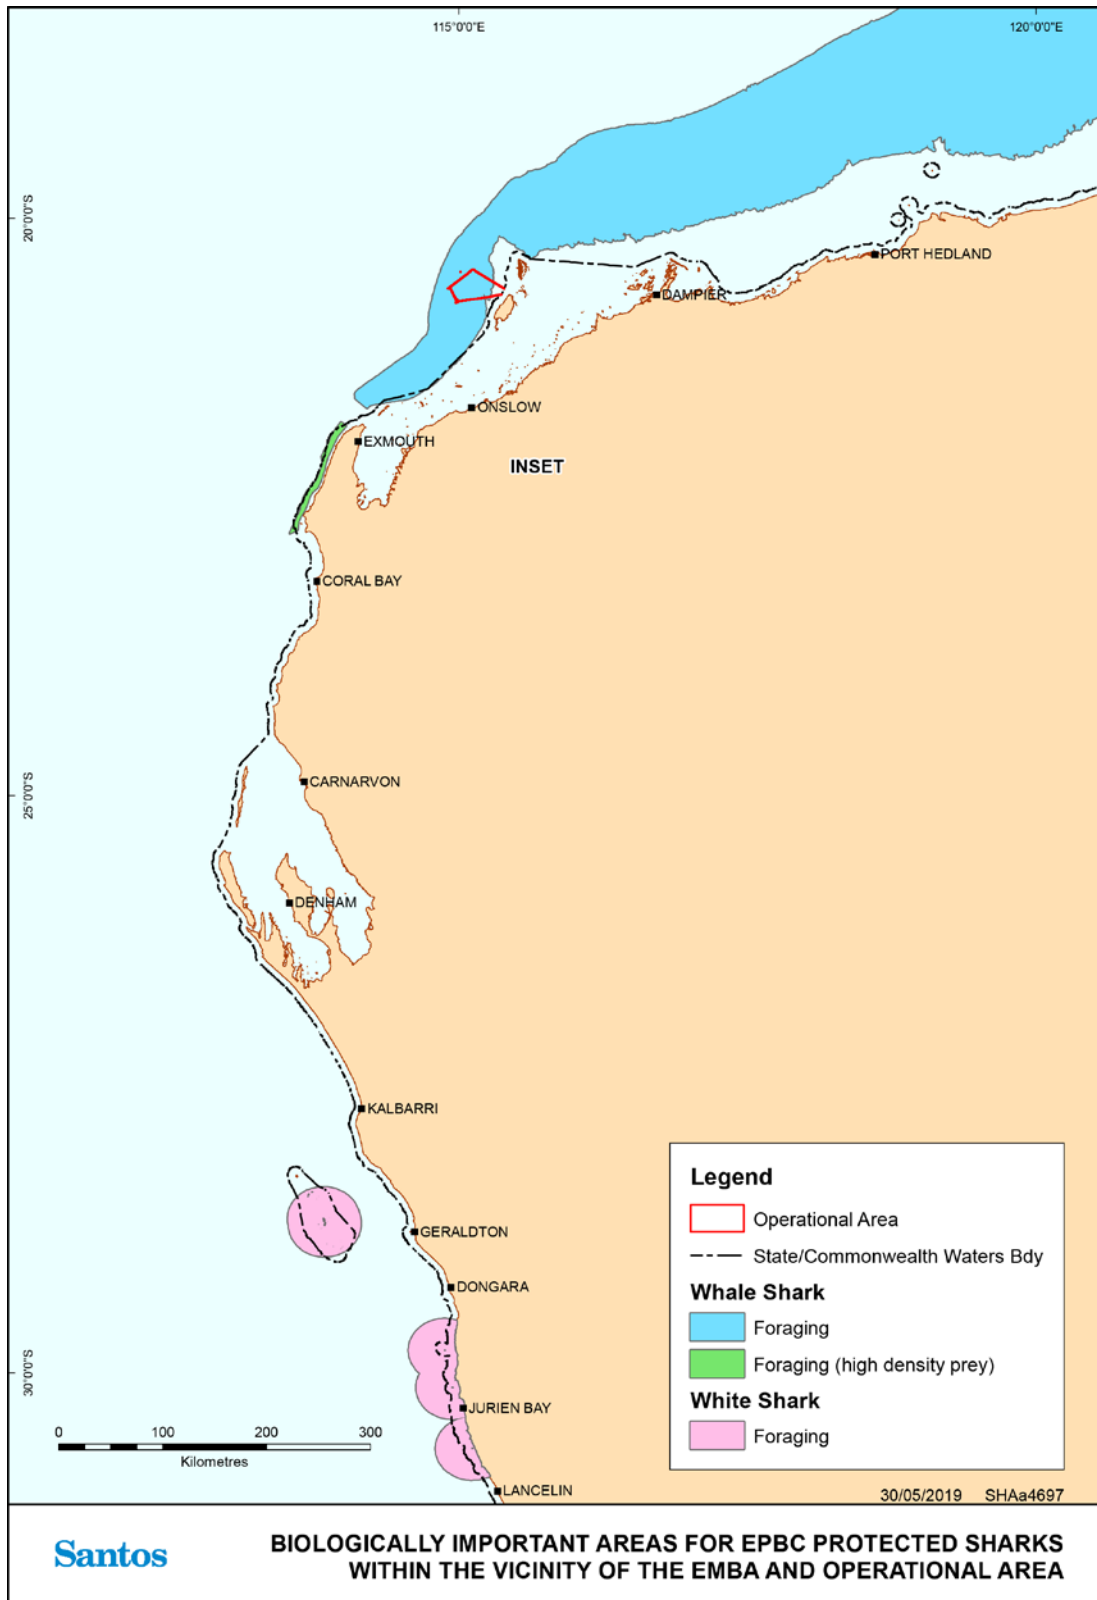 115°0'0"E
120°0'0"E
20°0'0"S
PORT HEDLAND
DAMPIER
ONSLOW
EXMOUTH
INSET
CORAL BAY
25°0'0"S
CARNARVON
DENHAM
KALBARRI
GERALDTON
DONGARA
30°0'0"S
JURIEN BAY
LANCELIN
0 100 200 300
Kilometres
Legend
Operational Area
State/Commonwealth Waters Bdy
Whale Shark
Foraging
Foraging (high density prey)
White Shark
Foraging
30/05/2019 SHAa4697
Santos
BIOLOGICALLY IMPORTANT AREAS FOR EPBC PROTECTED SHARKS
WITHIN THE VICINITY OF THE EMBA AND OPERATIONAL AREA